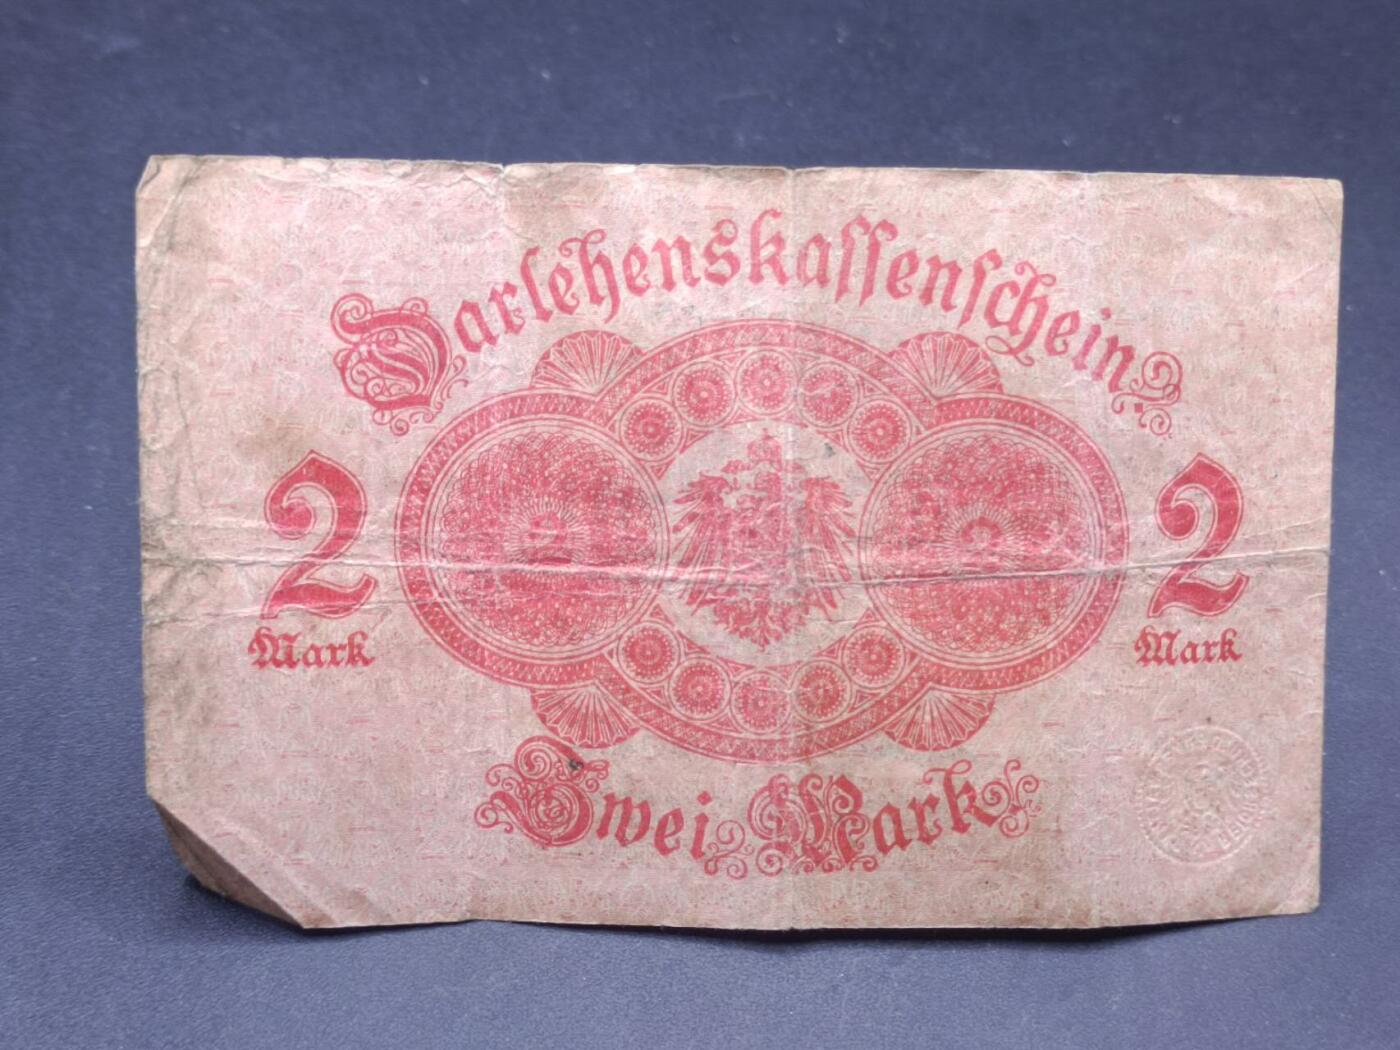 Darlehenskassenschein.
2 2
Mark Mark
Zwei Mark